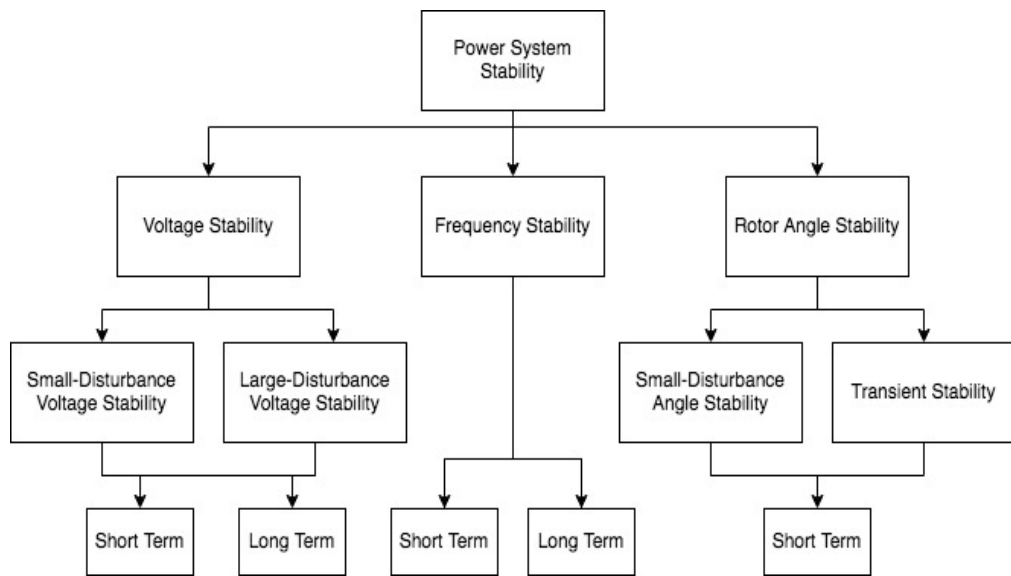 Power System
Stability
Voltage Stability
Frequency Stability
Rotor Angle Stability
Small-Disturbance
Voltage Stability
Large-Disturbance
Voltage Stability
Small-Disturbance
Angle Stability
Transient Stability
Short Term
Long Term
Short Term
Long Term
Short Term